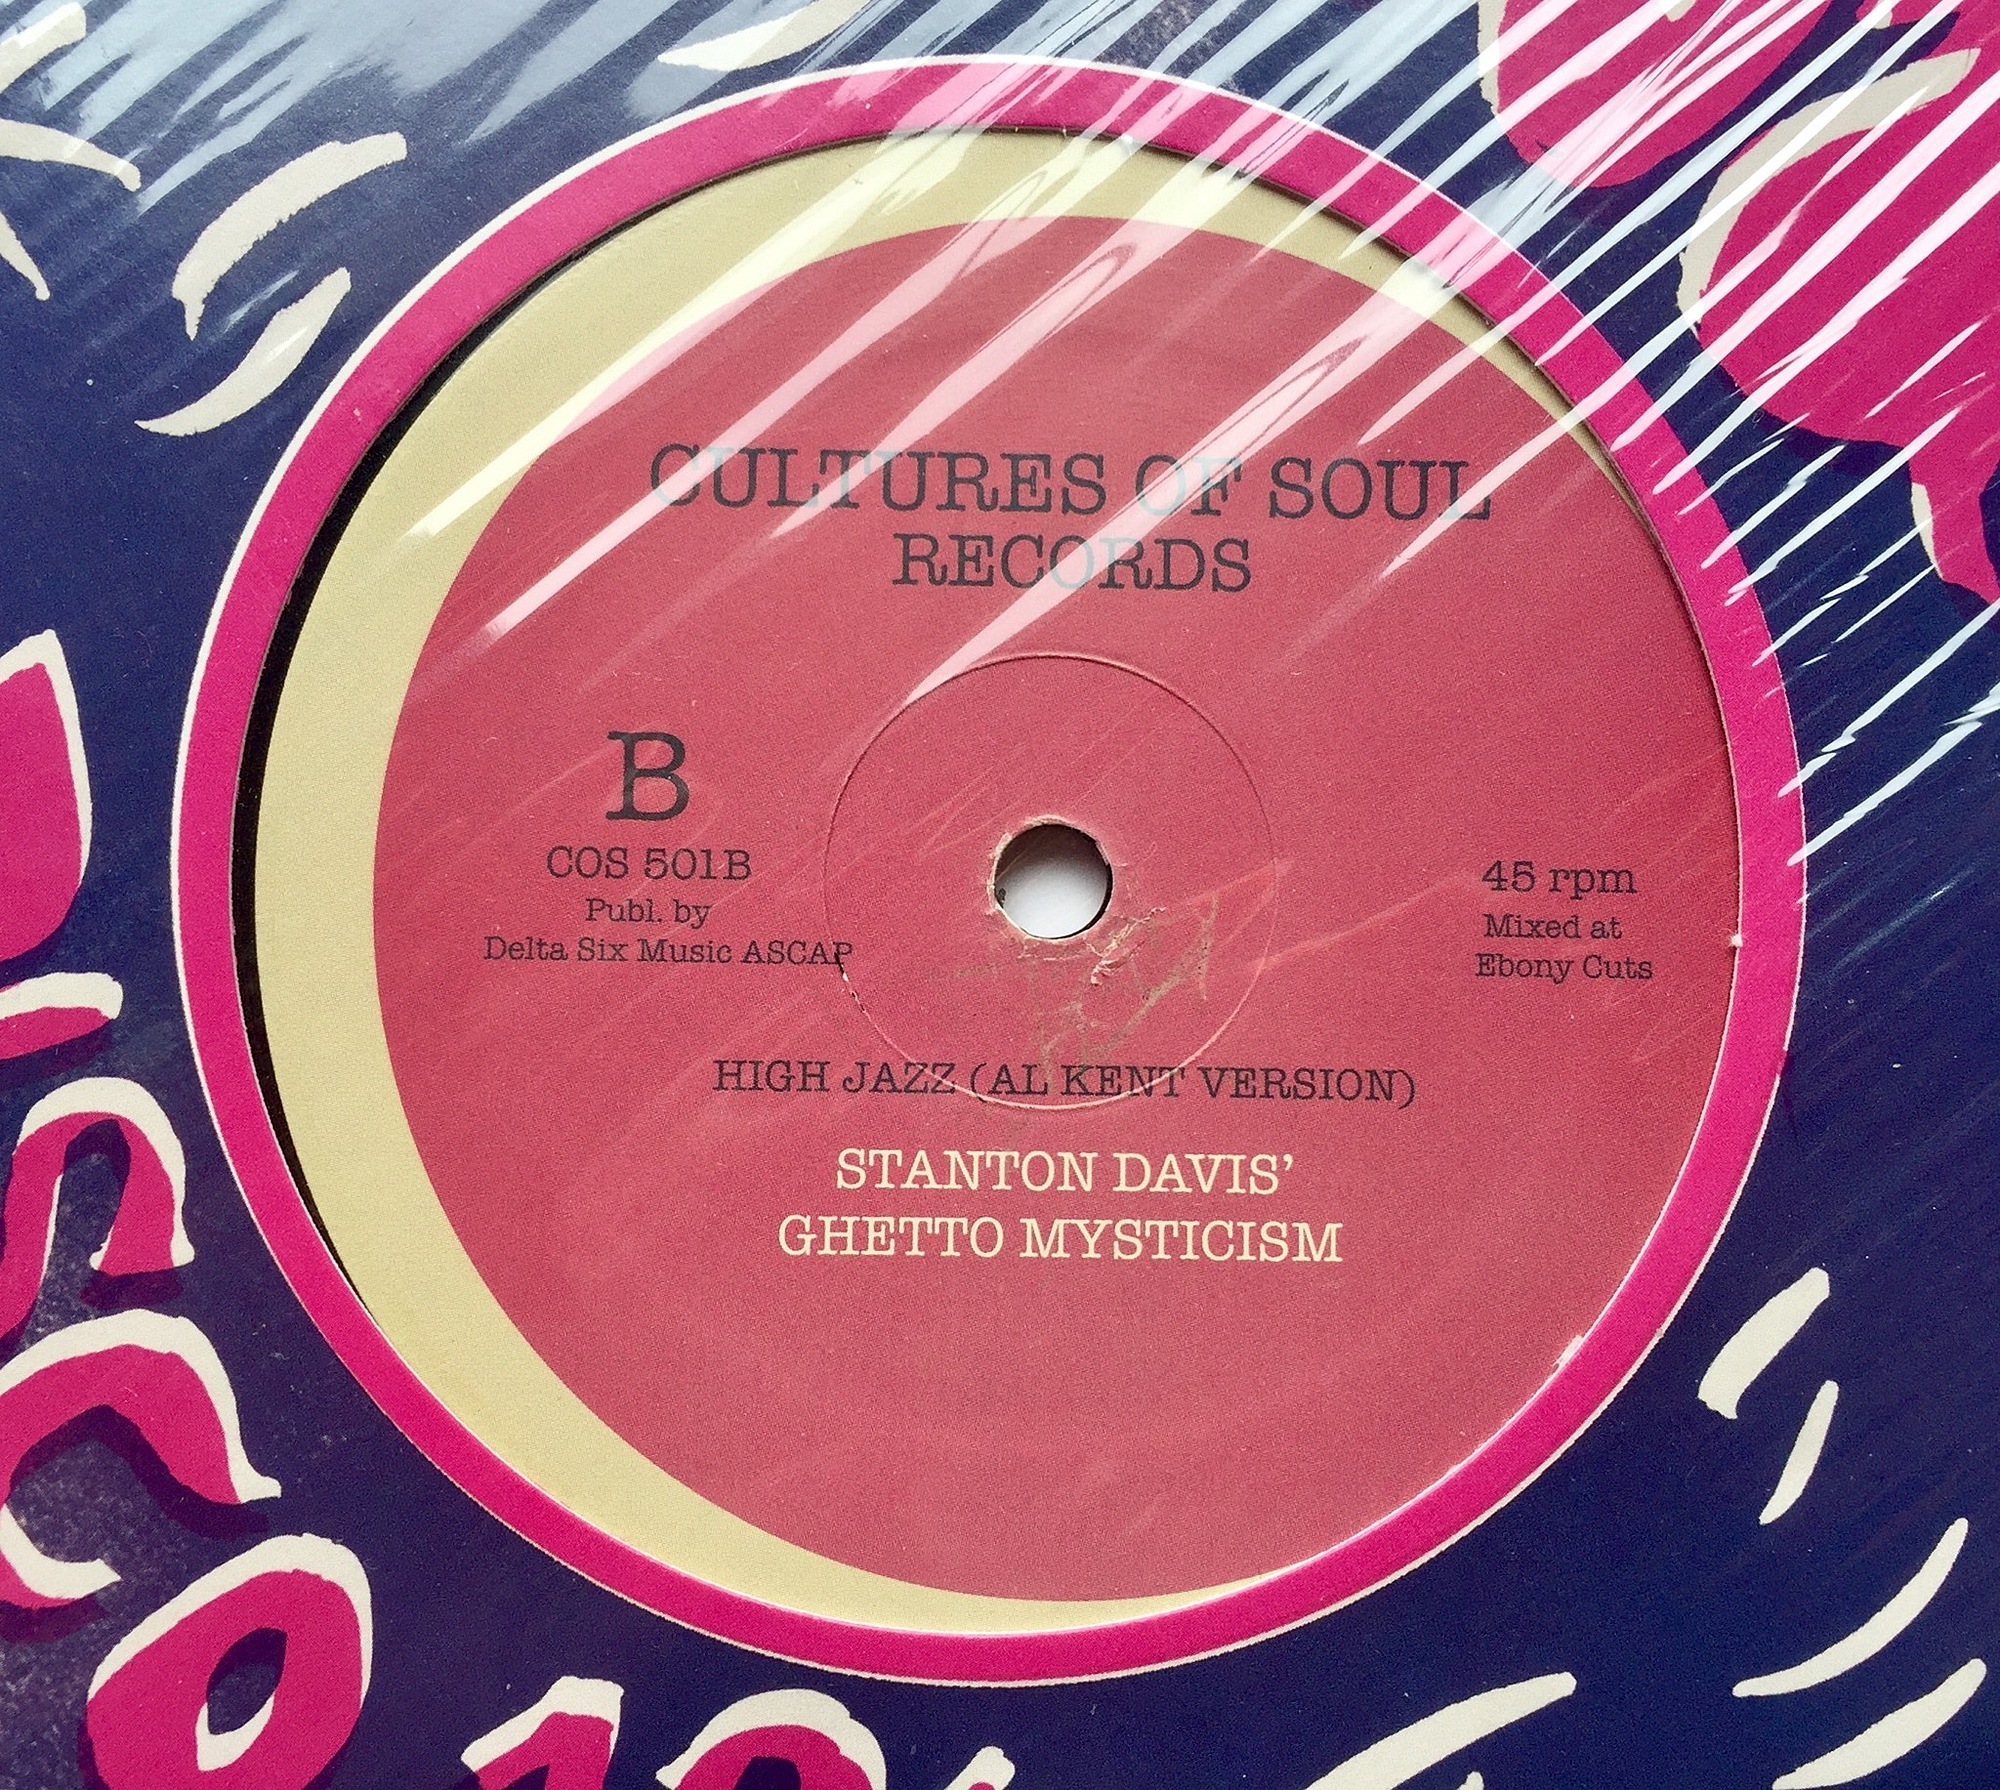 CULTURES OF SOUL
RECORDS
B
COS 501B
Publ. by
Delta Six Music ASCAP
45 rpm
Mixed at
Ebony Cuts
HIGH JAZZ (AL KENT VERSION)
STANTON DAVIS'
GHETTO MYSTICISM